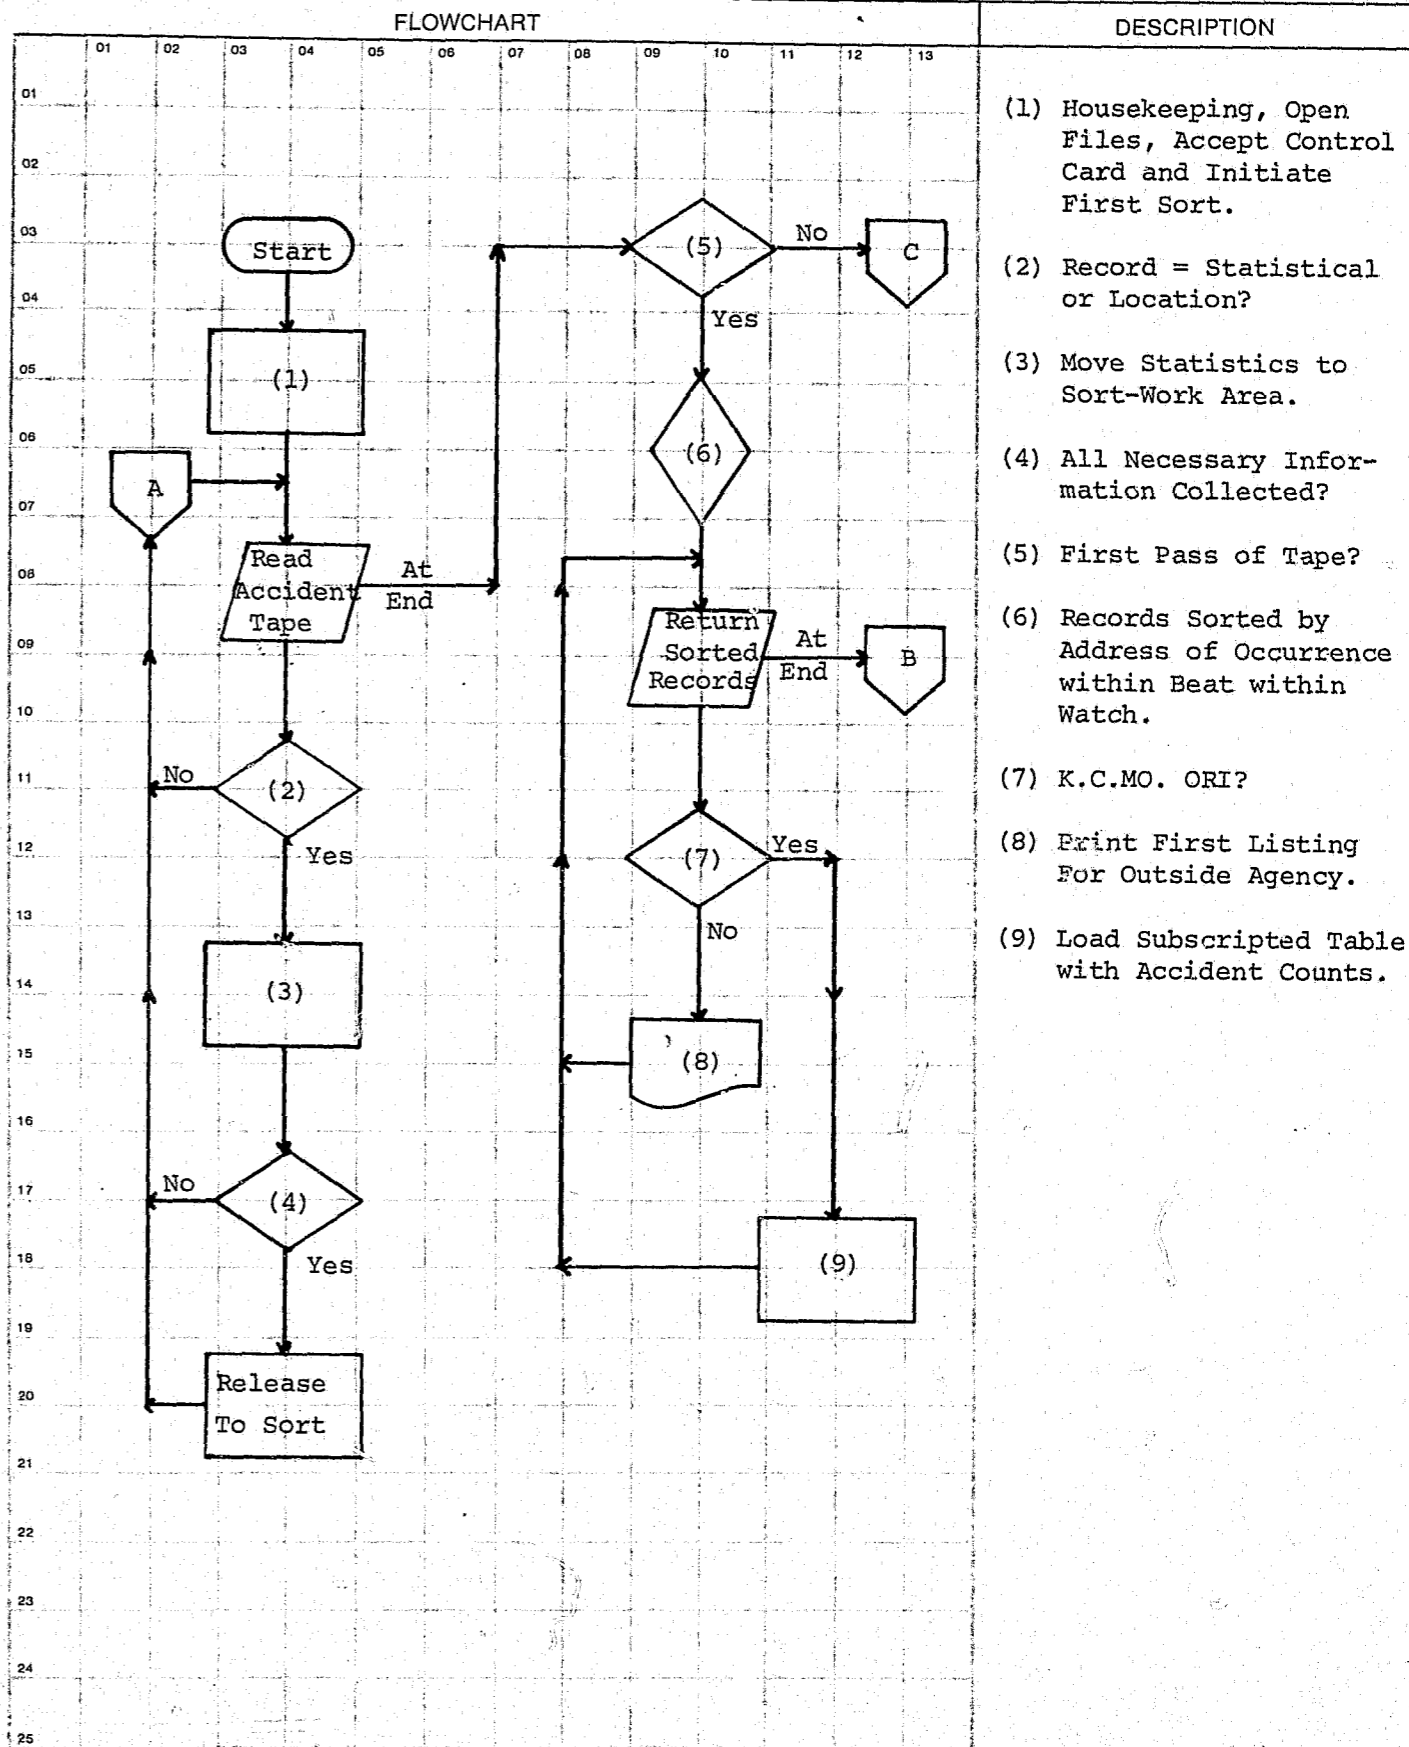 FLOWCHART
DESCRIPTION
01 02 03 04 05 06 07 08 09 10 11 12 13
01
02
03
04
05
06
07
08
09
10
11
12
13
14
15
16
17
18
19
20
21
22
23
24
25
Start
(1)
A
Read
Accident
Tape
At
End
(2)
No
Yes
(3)
(4)
No
Yes
Release
To Sort
(5)
No
C
Yes
(6)
Return
Sorted
Records
At
End
B
(7)
Yes
No
(8)
(9)
(1) Housekeeping, Open
Files, Accept Control
Card and Initiate
First Sort.
(2) Record = Statistical
or Location?
(3) Move Statistics to
Sort-Work Area.
(4) All Necessary Infor-
mation Collected?
(5) First Pass of Tape?
(6) Records Sorted by
Address of Occurrence
within Beat within
Watch.
(7) K.C.MO. ORI?
(8) Print First Listing
For Outside Agency.
(9) Load Subscripted Table
with Accident Counts.